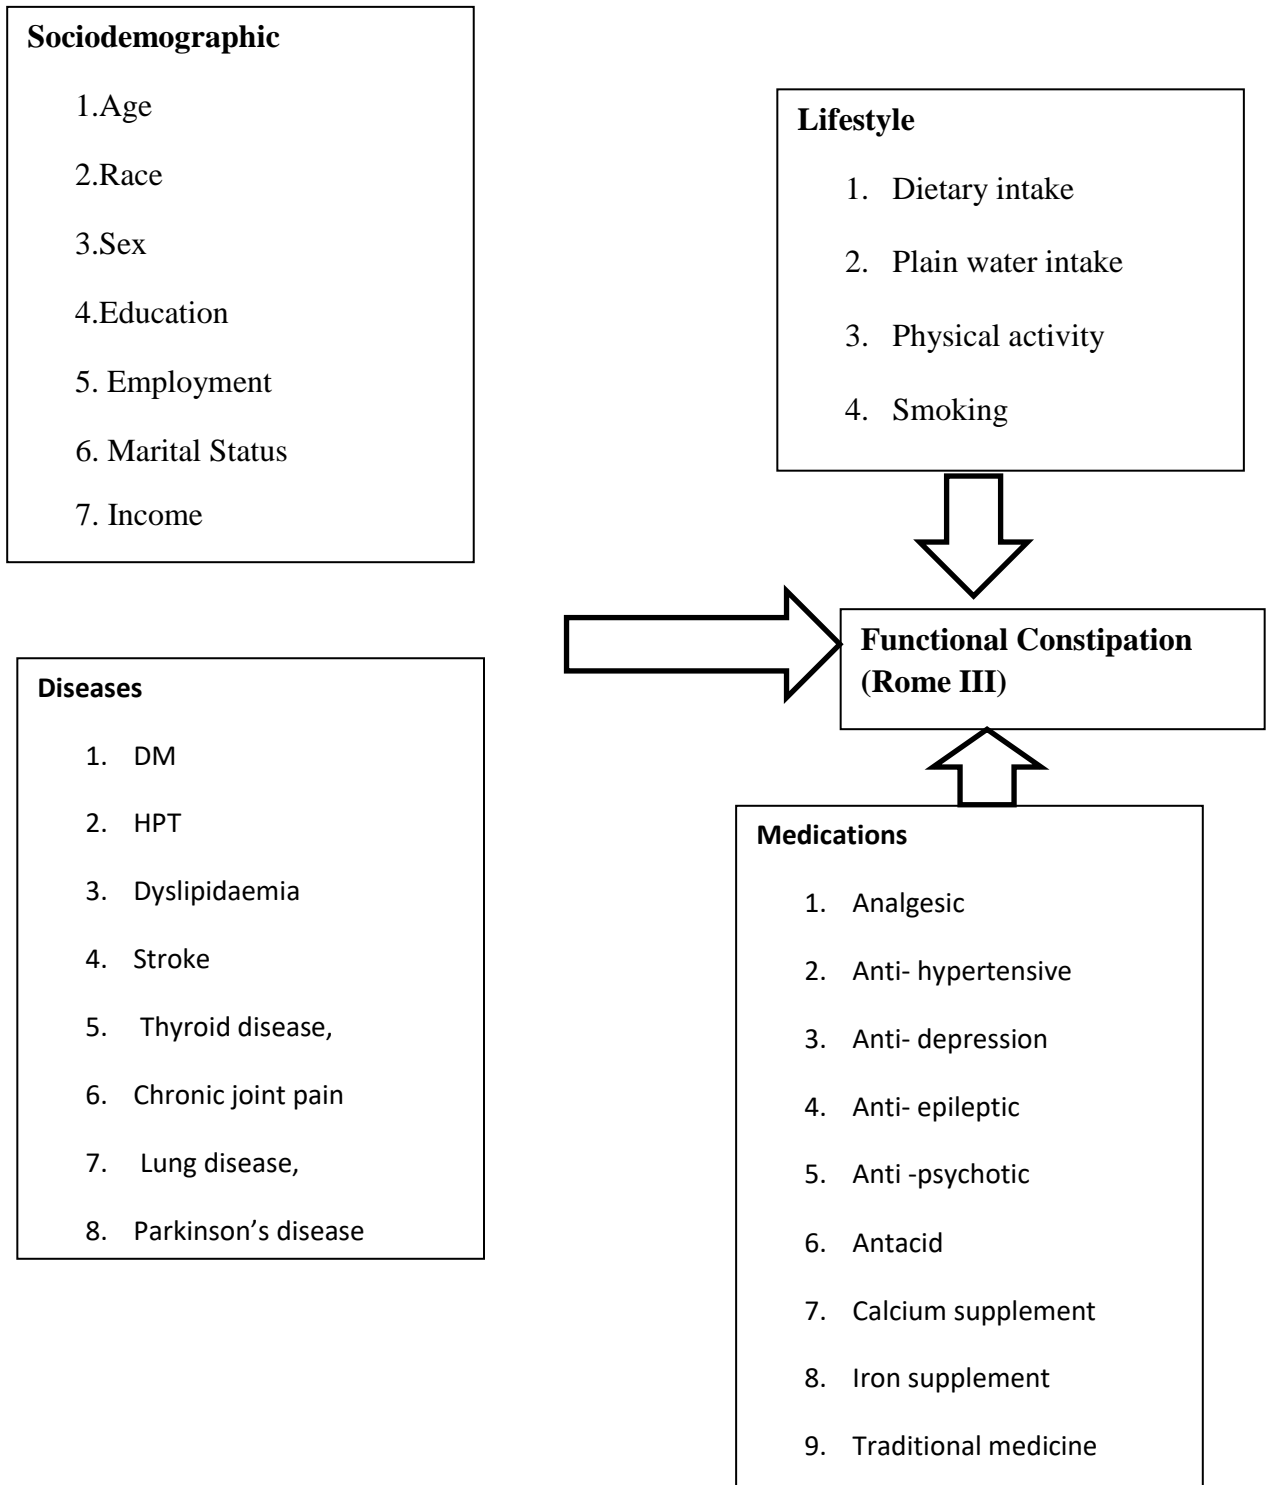 Sociodemographic
1.Age
2.Race
3.Sex
4.Education
5. Employment
6. Marital Status
7. Income
Lifestyle
1. Dietary intake
2. Plain water intake
3. Physical activity
4. Smoking
Functional Constipation
(Rome III)
Diseases
1. DM
2. HPT
3. Dyslipidaemia
4. Stroke
5. Thyroid disease,
6. Chronic joint pain
7. Lung disease,
8. Parkinson’s disease
Medications
1. Analgesic
2. Anti- hypertensive
3. Anti- depression
4. Anti- epileptic
5. Anti -psychotic
6. Antacid
7. Calcium supplement
8. Iron supplement
9. Traditional medicine